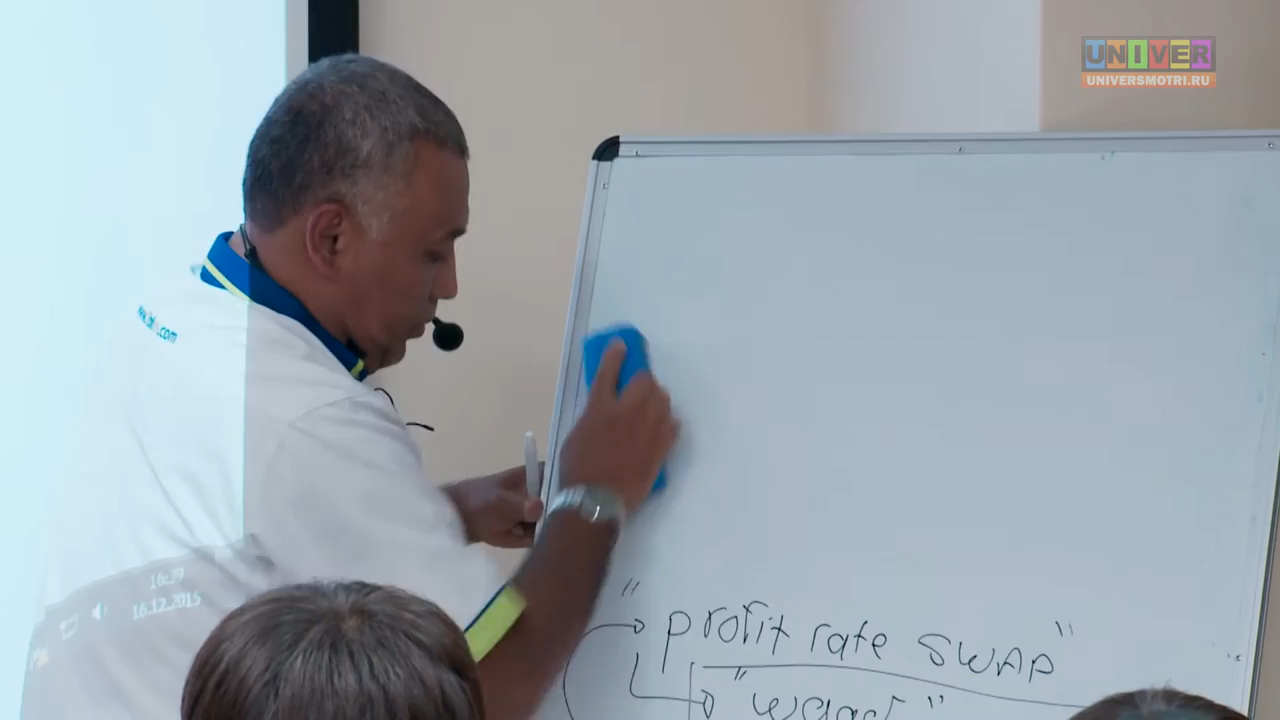 UNIVER
UNIVERSMOTRI.RU
16:39
16.12.2015
" profit rate SWAP "